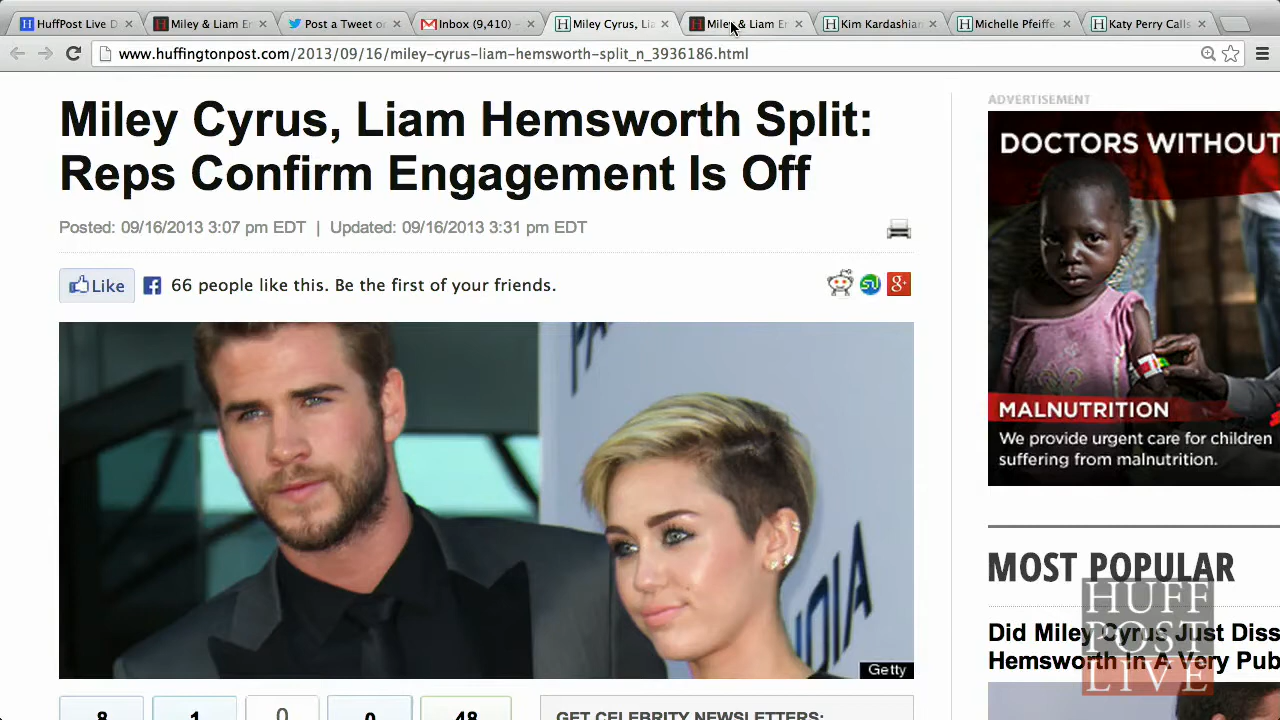 HuffPost Live D
Miley & Liam Er
Post a Tweet o
Inbox (9,410) –
Miley Cyrus, Lia
Miley & Liam Er
Kim Kardashian
Michelle Pfeiffe
Katy Perry Calls
www.huffingtonpost.com/2013/09/16/miley-cyrus-liam-hemsworth-split_n_3936186.html
Miley Cyrus, Liam Hemsworth Split:
Reps Confirm Engagement Is Off
Posted: 09/16/2013 3:07 pm EDT | Updated: 09/16/2013 3:31 pm EDT
Like
66 people like this. Be the first of your friends.
Getty
8 1 0 0 48
GET CELEBRITY NEWSLETTERS:
ADVERTISEMENT
DOCTORS WITHOUT
MALNUTRITION
We provide urgent care for children
suffering from malnutrition.
MOST POPULAR
Did Miley Cyrus Just Diss
Hemsworth In A Very Pub
HUFF
POST
LIVE